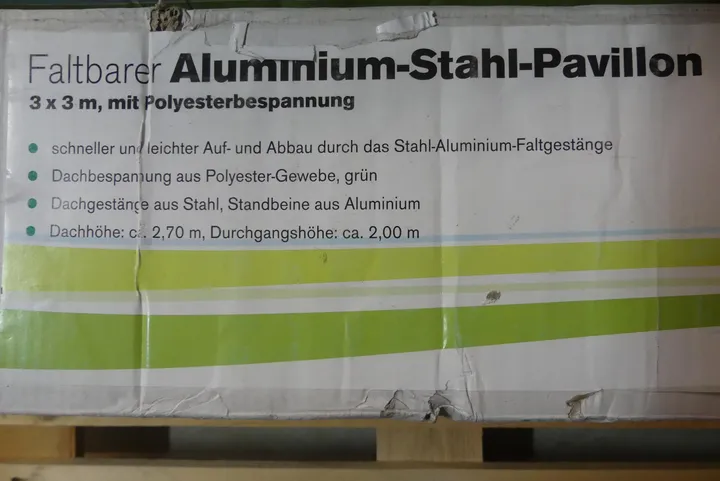 Faltbarer Aluminium-Stahl-Pavillon
3 x 3 m, mit Polyesterbespannung
schneller und leichter Auf- und Abbau durch das Stahl-Aluminium-Faltgestänge
Dachbespannung aus Polyester-Gewebe, grün
Dachgestänge aus Stahl, Standbeine aus Aluminium
Dachhöhe: ca. 2,70 m, Durchgangshöhe: ca. 2,00 m